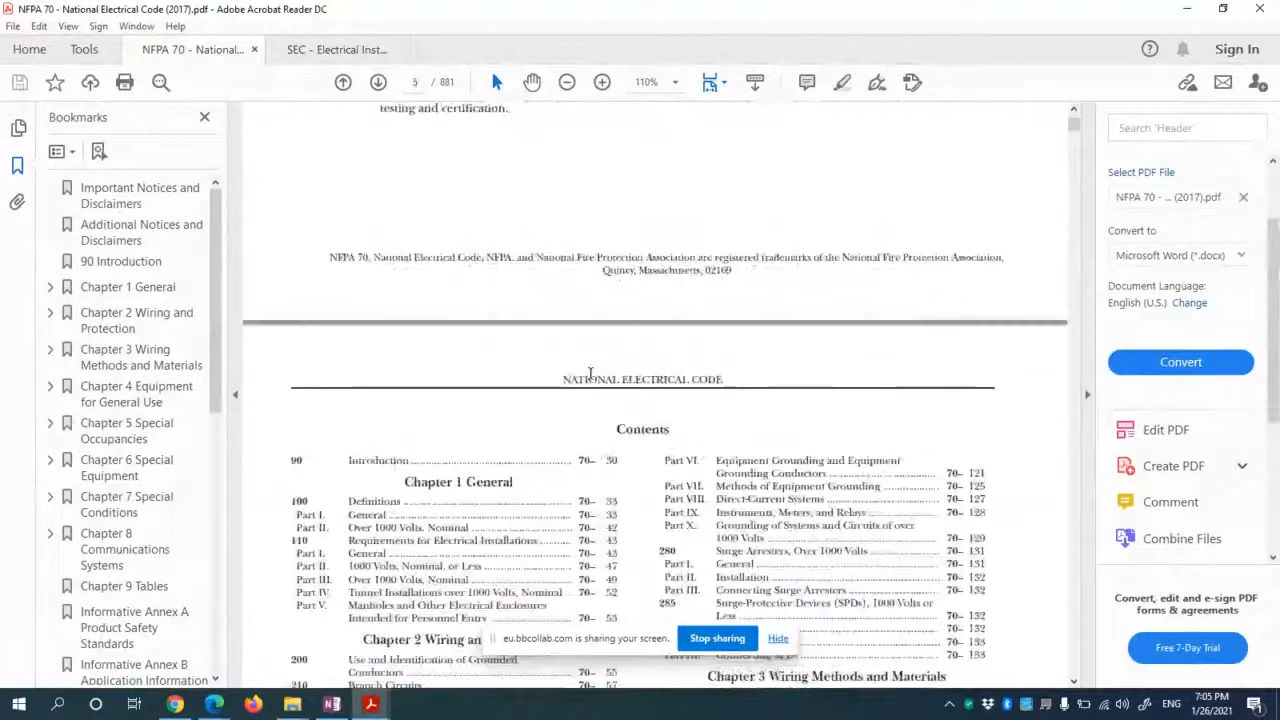 NFPA 70 - National Electrical Code (2017).pdf - Adobe Acrobat Reader DC
File Edit View Sign Window Help
Home Tools NFPA 70 - National... × SEC - Electrical Inst... Sign In
5 / 881 110%
Bookmarks
Important Notices and
Disclaimers
Additional Notices and
Disclaimers
90 Introduction
Chapter 1 General
Chapter 2 Wiring and
Protection
Chapter 3 Wiring
Methods and Materials
Chapter 4 Equipment
for General Use
Chapter 5 Special
Occupancies
Chapter 6 Special
Equipment
Chapter 7 Special
Conditions
Chapter 8
Communications
Systems
Chapter 9 Tables
Informative Annex A
Product Safety
Standards
Informative Annex B
Application Information
testing and certification.
NFPA 70, National Electrical Code, NFPA, and National Fire Protection Association are registered trademarks of the National Fire Protection Association,
Quincy, Massachusetts, 02169
NATIONAL ELECTRICAL CODE
Contents
90 Introduction 70– 30
Chapter 1 General
100 Definitions 70– 33
Part I. General 70– 33
Part II. Over 1000 Volts, Nominal 70– 42
110 Requirements for Electrical Installations 70– 43
Part I. General 70– 43
Part II. 1000 Volts, Nominal, or Less 70– 47
Part III. Over 1000 Volts, Nominal 70– 49
Part IV. Tunnel Installations over 1000 Volts, Nominal 70– 52
Part V. Manholes and Other Electrical Enclosures
Intended for Personnel Entry 70– 53
Chapter 2 Wiring an
200 Use and Identification of Grounded
Conductors 70– 55
210 Branch Circuits 70– 57
Part VI. Equipment Grounding and Equipment
Grounding Conductors 70– 121
Part VII. Methods of Equipment Grounding 70– 125
Part VIII. Direct-Current Systems 70– 127
Part IX. Instruments, Meters, and Relays 70– 128
Part X. Grounding of Systems and Circuits of over
1000 Volts 70– 129
280 Surge Arresters, Over 1000 Volts 70– 131
Part I. General 70– 131
Part II. Installation 70– 132
Part III. Connecting Surge Arresters 70– 132
285 Surge-Protective Devices (SPDs), 1000 Volts or
Less 70– 132
70– 132
70– 133
70– 133
Chapter 3 Wiring Methods and Materials
eu.bbcollab.com is sharing your screen. Stop sharing Hide
Search 'Header'
Select PDF File
NFPA 70 - ... (2017).pdf
Convert to
Microsoft Word (*.docx)
Document Language:
English (U.S.) Change
Convert
Edit PDF
Create PDF
Comment
Combine Files
Convert, edit and e-sign PDF
forms & agreements
Free 7-Day Trial
ENG
7:05 PM
1/26/2021